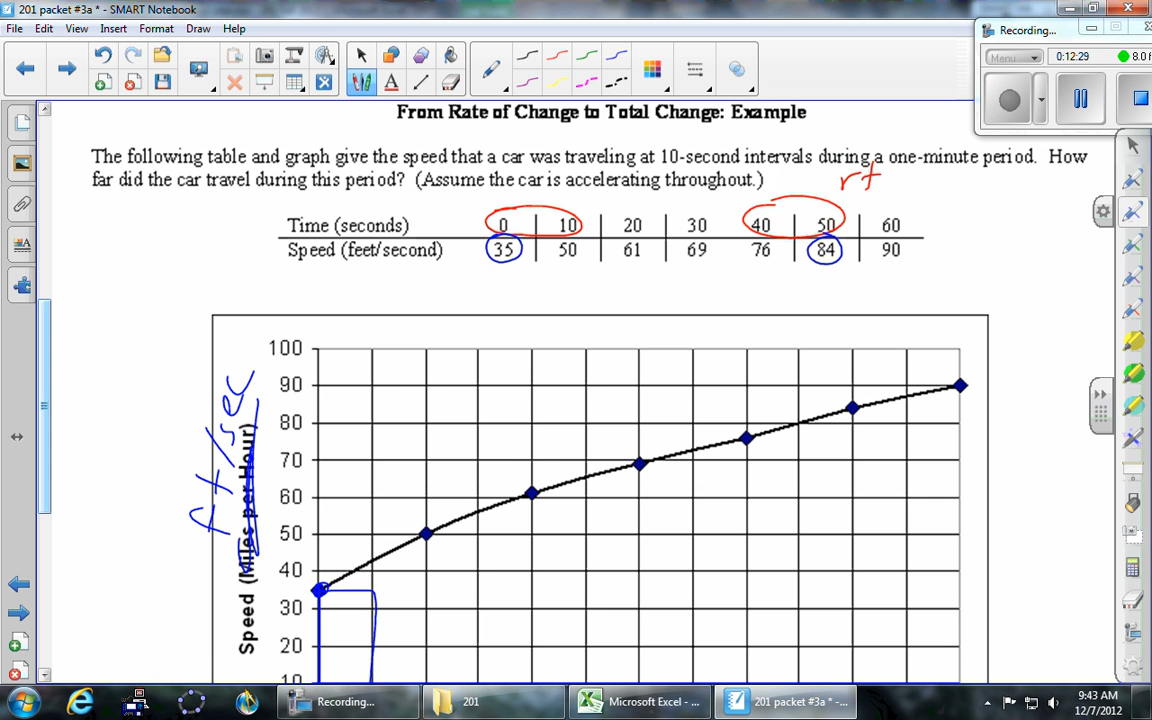 201 packet #3a * - SMART Notebook
File Edit View Insert Format Draw Help
Recording...
Menu
0:12:29
8.0
From Rate of Change to Total Change: Example
The following table and graph give the speed that a car was traveling at 10-second intervals during a one-minute period. How
far did the car travel during this period? (Assume the car is accelerating throughout.)
rt
Time (seconds) 0 10 20 30 40 50 60
Speed (feet/second) 35 50 61 69 76 84 90
100
90
80
70
60
50
40
30
20
10
Speed (Miles per Hour)
ft/sec
Recording...
201
Microsoft Excel - ...
201 packet #3a * -...
9:43 AM
12/7/2012